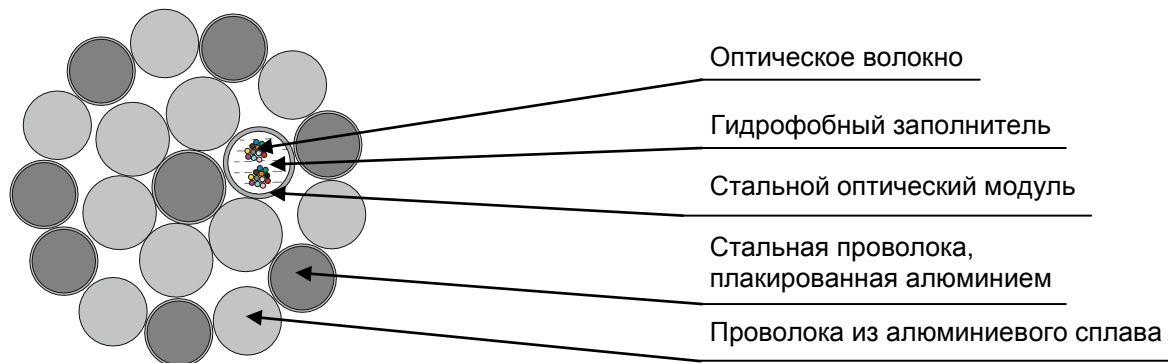 Оптическое волокно
Гидрофобный заполнитель
Стальной оптический модуль
Стальная проволока,
плакированная алюминием
Проволока из алюминиевого сплава